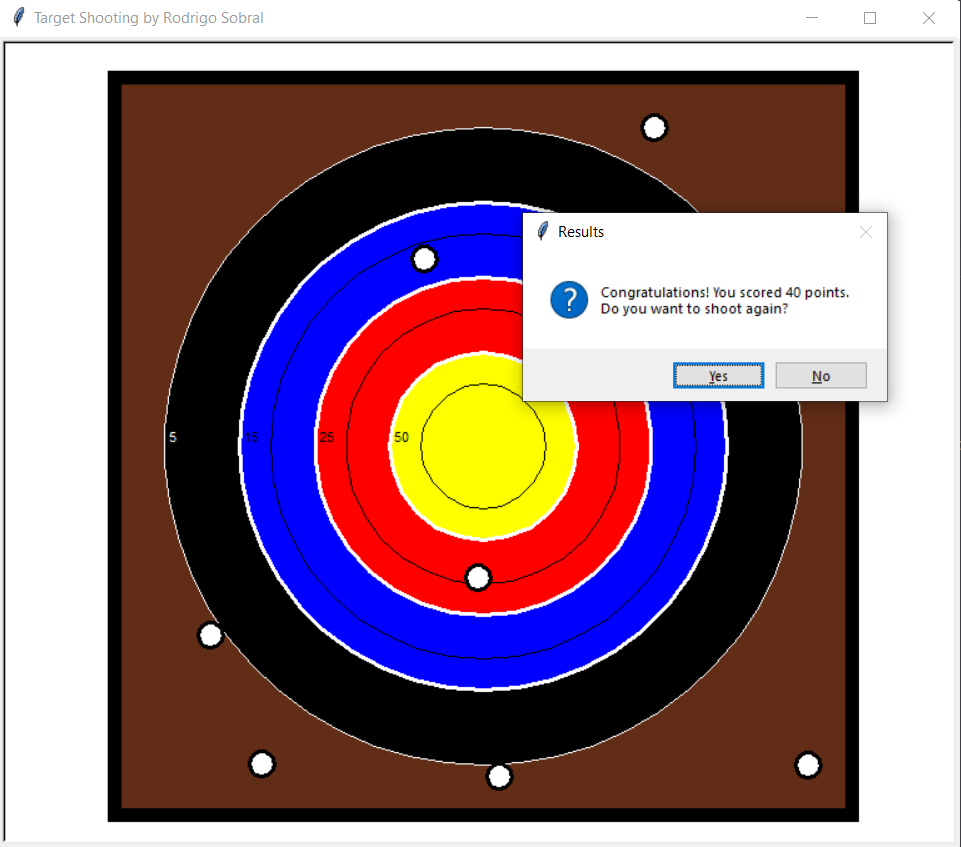 Target Shooting by Rodrigo Sobral
Results
Congratulations! You scored 40 points.
Do you want to shoot again?
Yes
No
5
15
25
50